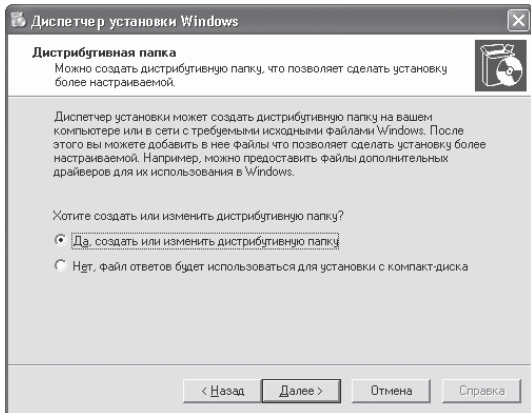 Диспетчер установки Windows
Дистрибутивная папка
Можно создать дистрибутивную папку, что позволяет сделать установку
более настраиваемой.
Диспетчер установки может создать дистрибутивную папку на вашем
компьютере или в сети с требуемыми исходными файлами Windows. После
этого вы можете добавить в нее файлы что позволяет сделать установку более
настраиваемой. Например, можно предоставить файлы дополнительных
драйверов для их использования в Windows.
Хотите создать или изменить дистрибутивную папку?
Да, создать или изменить дистрибутивную папку
Нет, файл ответов будет использоваться для установки с компакт-диска
< Назад Далее > Отмена Справка